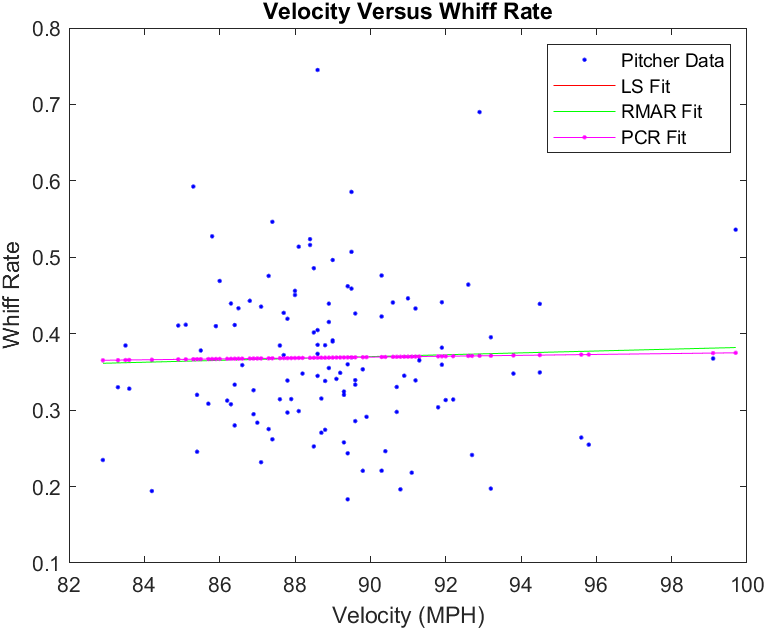 Velocity Versus Whiff Rate
Pitcher Data
LS Fit
RMAR Fit
PCR Fit
0.8
0.7
0.6
0.5
0.4
0.3
0.2
0.1
Whiff Rate
82 84 86 88 90 92 94 96 98 100
Velocity (MPH)